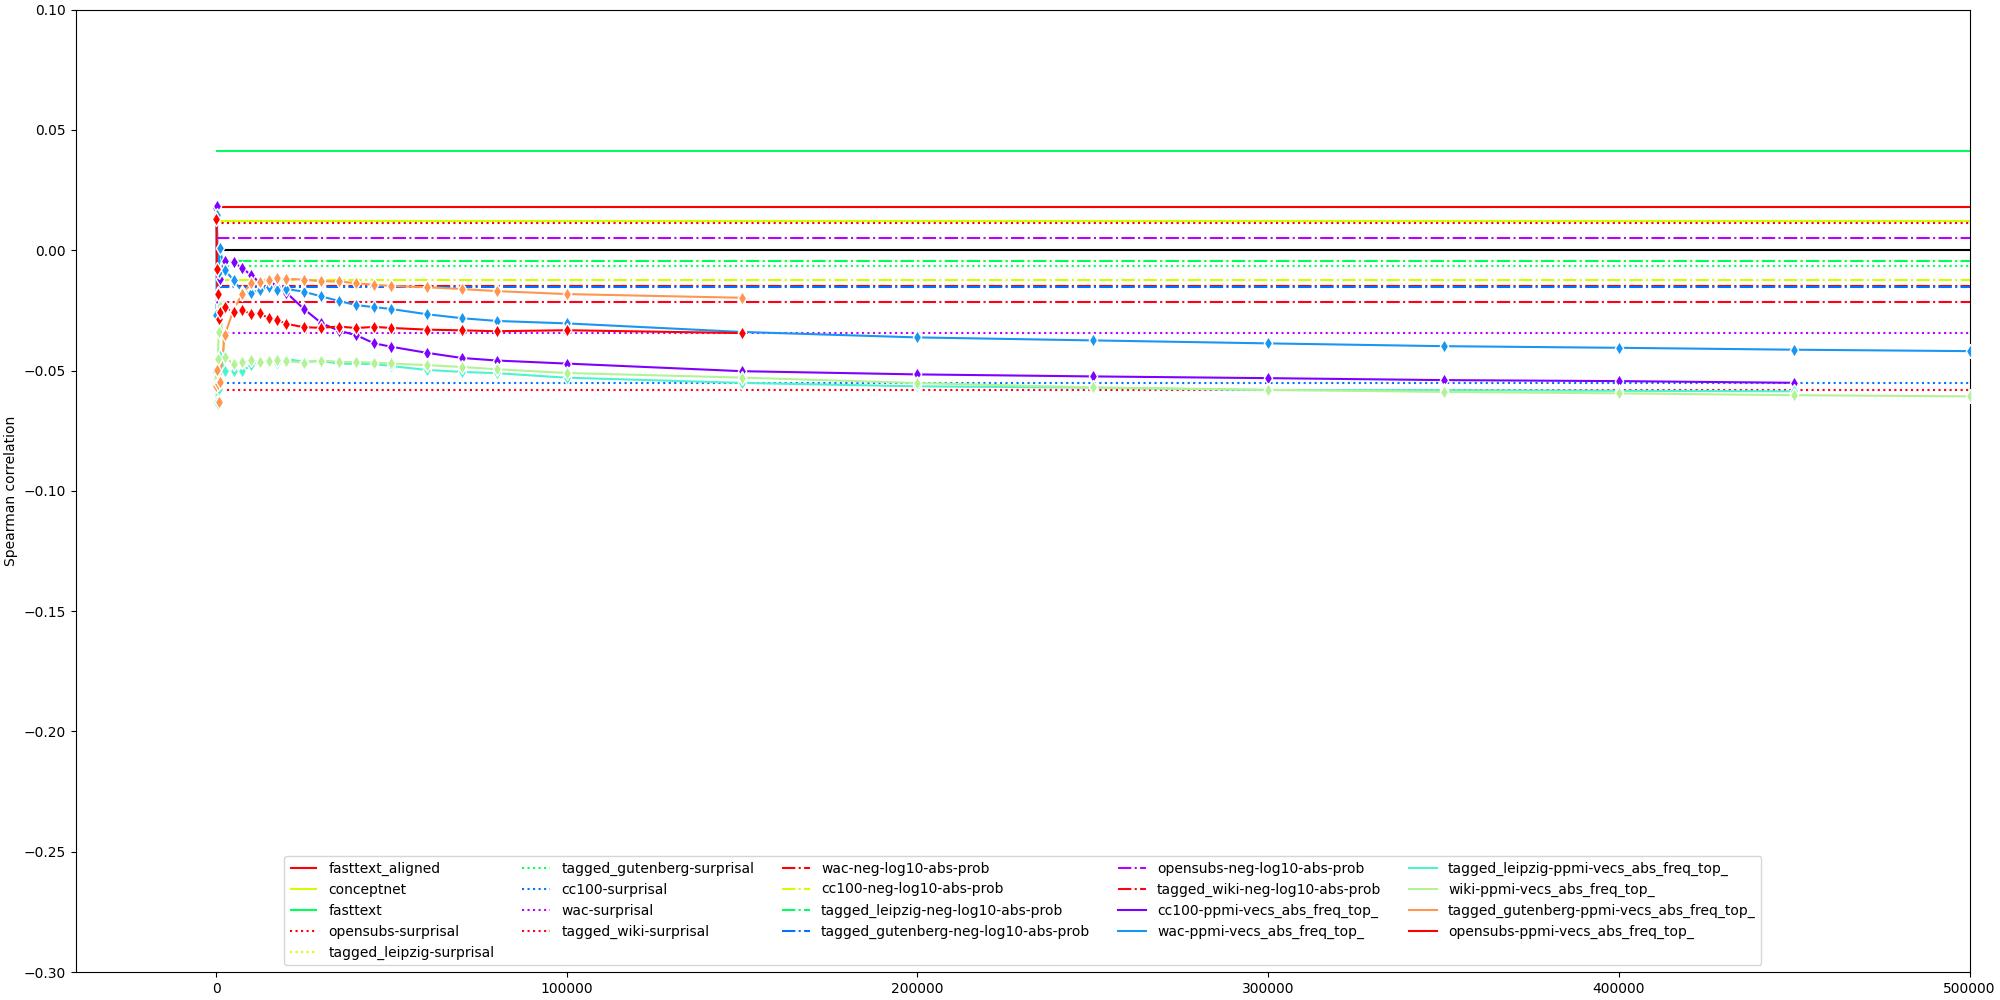 0.10
0.05
0.00
−0.05
−0.10
−0.15
−0.20
−0.25
−0.30
Spearman correlation
0
100000
200000
300000
400000
500000
fasttext_aligned
conceptnet
fasttext
opensubs-surprisal
tagged_leipzig-surprisal
tagged_gutenberg-surprisal
cc100-surprisal
wac-surprisal
tagged_wiki-surprisal
wac-neg-log10-abs-prob
cc100-neg-log10-abs-prob
tagged_leipzig-neg-log10-abs-prob
tagged_gutenberg-neg-log10-abs-prob
opensubs-neg-log10-abs-prob
tagged_wiki-neg-log10-abs-prob
cc100-ppmi-vecs_abs_freq_top_
wac-ppmi-vecs_abs_freq_top_
tagged_leipzig-ppmi-vecs_abs_freq_top_
wiki-ppmi-vecs_abs_freq_top_
tagged_gutenberg-ppmi-vecs_abs_freq_top_
opensubs-ppmi-vecs_abs_freq_top_